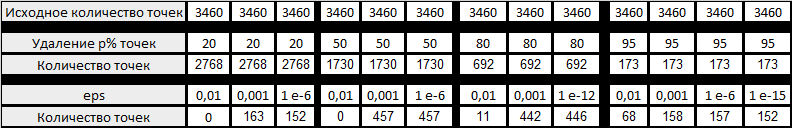 Исходное количество точек 3460 3460 3460 3460 3460 3460 3460 3460 3460 3460 3460 3460 3460
Удаление p% точек 20 20 20 50 50 50 80 80 80 95 95 95 95
Количество точек 2768 2768 2768 1730 1730 1730 692 692 692 173 173 173 173
eps 0,01 0,001 1 e-6 0,01 0,001 1 e-6 0,01 0,001 1 e-12 0,01 0,001 1 e-6 1 e-15
Количество точек 0 163 152 0 457 457 11 442 446 68 158 157 152